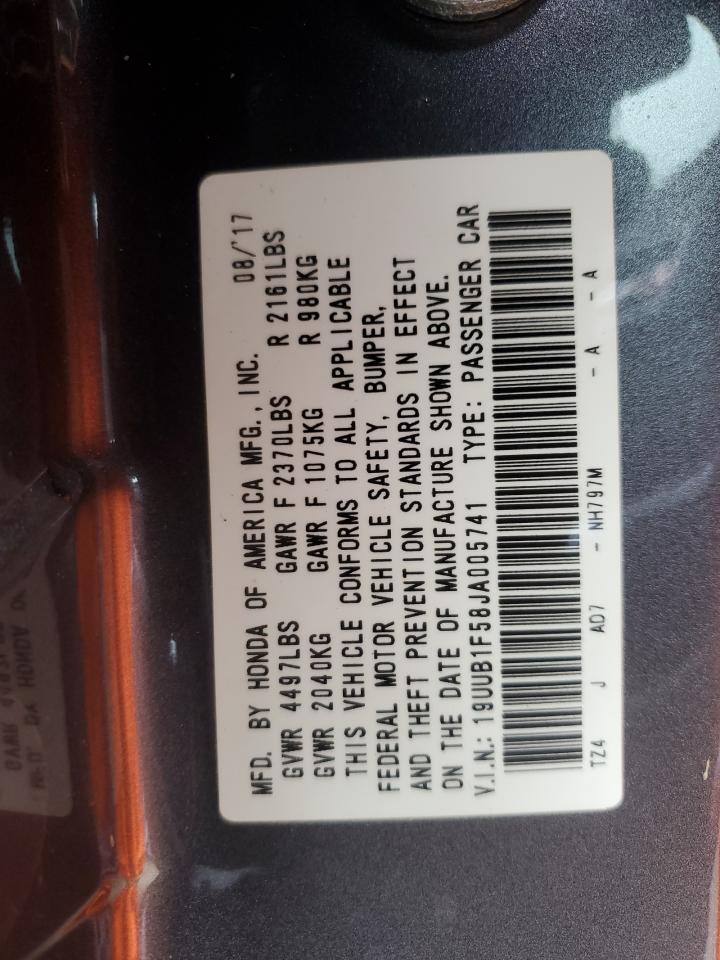 MFD. BY HONDA OF AMERICA MFG., INC. 08/'17
GVWR 4497LBS GAWR F 2370LBS R 2161LBS
GVWR 2040KG GAWR F 1075KG R 980KG
THIS VEHICLE CONFORMS TO ALL APPLICABLE
FEDERAL MOTOR VEHICLE SAFETY, BUMPER,
AND THEFT PREVENTION STANDARDS IN EFFECT
ON THE DATE OF MANUFACTURE SHOWN ABOVE.
V.I.N.: 19UUB1F58JA005741 TYPE: PASSENGER CAR
TZ4 J AD7 - NH797M - A - A